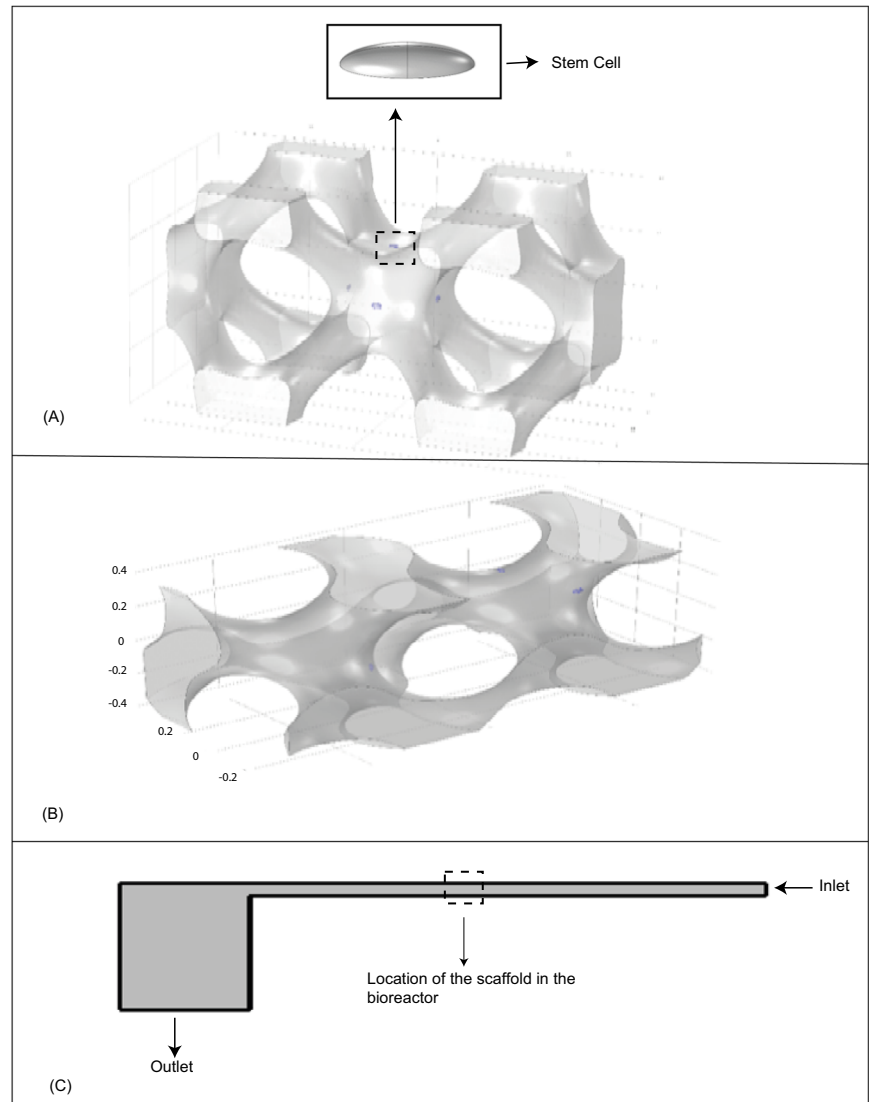 Stem Cell
(A)
0.4
0.2
0
-0.2
-0.4
0.2
0
-0.2
(B)
Inlet
Location of the scaffold in the
bioreactor
Outlet
(C)